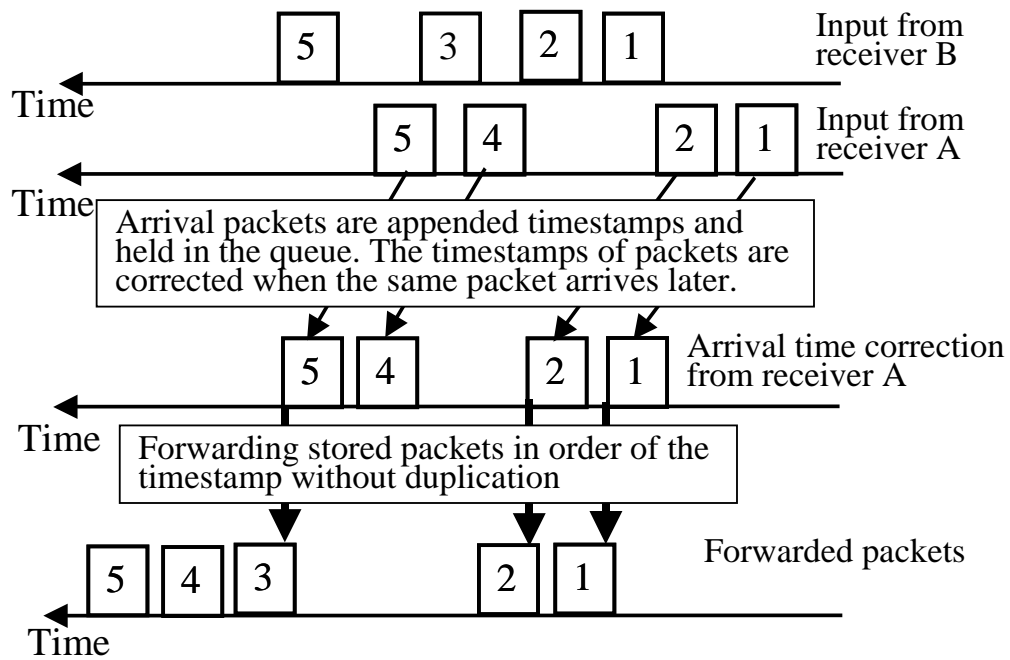 5 3 2 1
Input from
receiver B
Time
5 4 2 1
Input from
receiver A
Time
Arrival packets are appended timestamps and
held in the queue. The timestamps of packets are
corrected when the same packet arrives later.
5 4 2 1
Arrival time correction
from receiver A
Time
Forwarding stored packets in order of the
timestamp without duplication
5 4 3 2 1
Forwarded packets
Time